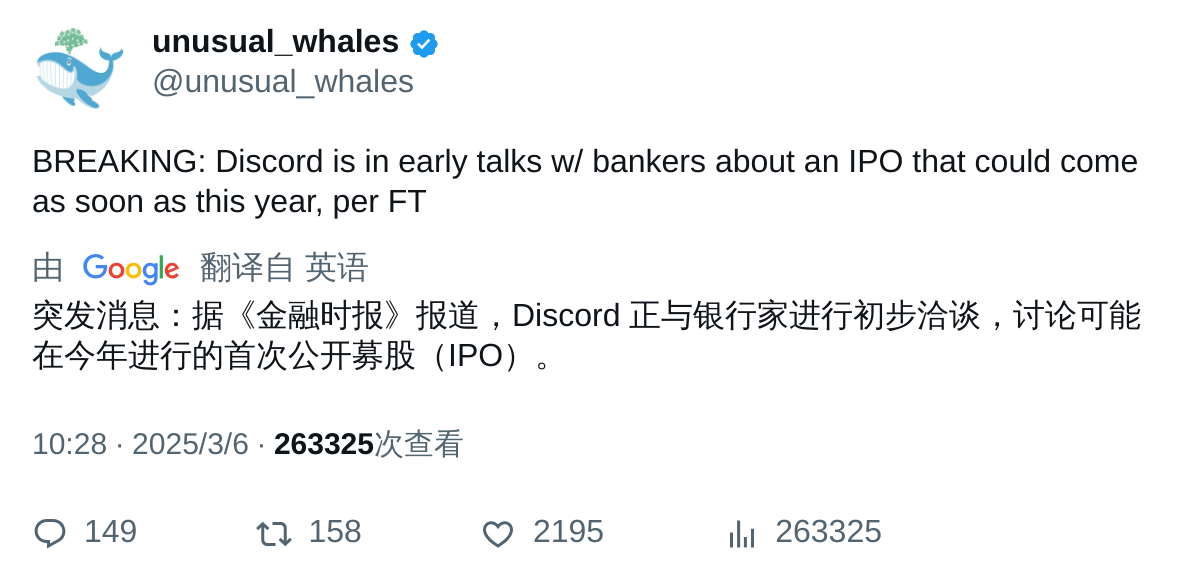 unusual_whales
@unusual_whales
BREAKING: Discord is in early talks w/ bankers about an IPO that could come
as soon as this year, per FT
由 Google 翻译自 英语
突发消息：据《金融时报》报道，Discord 正与银行家进行初步洽谈，讨论可能
在今年进行的首次公开募股（IPO）。
10:28 · 2025/3/6 · 263325次查看
149 158 2195 263325